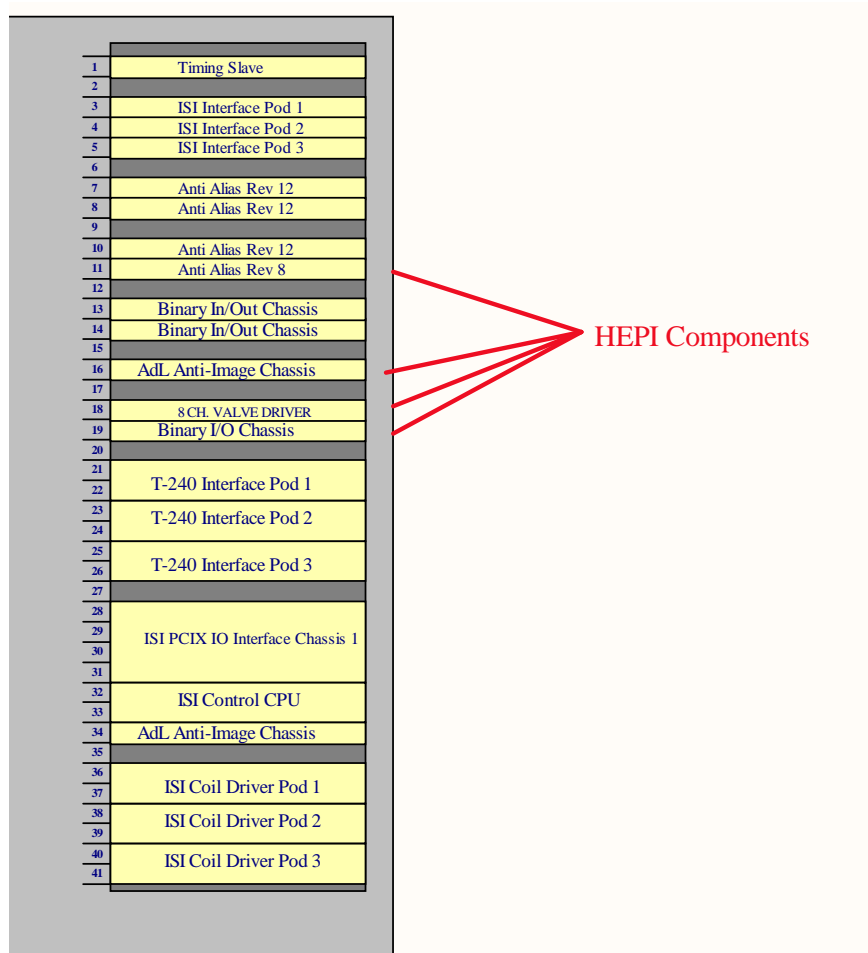 1 Timing Slave
2
3 ISI Interface Pod 1
4 ISI Interface Pod 2
5 ISI Interface Pod 3
6
7 Anti Alias Rev 12
8 Anti Alias Rev 12
9
10 Anti Alias Rev 12
11 Anti Alias Rev 8
12
13 Binary In/Out Chassis
14 Binary In/Out Chassis
15
HEPI Components
16 AdL Anti-Image Chassis
17
18 8 CH. VALVE DRIVER
19 Binary I/O Chassis
20
21
T-240 Interface Pod 1
22
23
T-240 Interface Pod 2
24
25
T-240 Interface Pod 3
26
27
28
29
ISI PCIX IO Interface Chassis 1
30
31
32
ISI Control CPU
33
34 AdL Anti-Image Chassis
35
36
ISI Coil Driver Pod 1
37
38
ISI Coil Driver Pod 2
39
40
ISI Coil Driver Pod 3
41